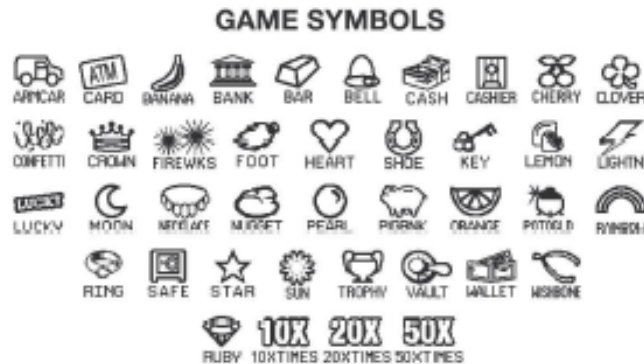 GAME SYMBOLS
ATM
ARMCAR CARD BANANA BANK BAR BELL CASH CASHIER CHERRY CLOVER
CONFETTI CROWN FIREWKS FOOT HEART SHOE KEY LEMON LIGHTN
LUCKY MOON NECKLACE NUGGET PEARL PIGBNK ORANGE POTOGLD RAINBOW
RING SAFE STAR SUN TROPHY VAULT WALLET WISHBONE
10X 20X 50X
RUBY 10XTIMES 20XTIMES 50XTIMES